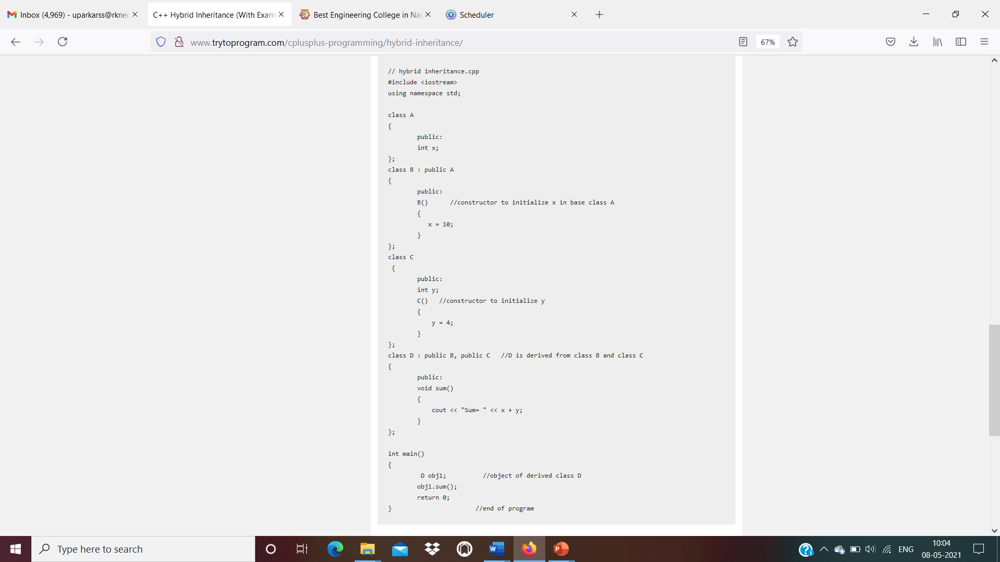 Inbox (4,969) - uparkarss@rknec
C++ Hybrid Inheritance (With Exam
Best Engineering College in Nag
Scheduler
www.trytoprogram.com/cplusplus-programming/hybrid-inheritance/
67%
// hybrid inheritance.cpp
#include <iostream>
using namespace std;
class A
{
public:
int x;
};
class B : public A
{
public:
B() //constructor to initialize x in base class A
{
x = 10;
}
};
class C
{
public:
int y;
C() //constructor to initialize y
{
y = 4;
}
};
class D : public B, public C //D is derived from class B and class C
{
public:
void sum()
{
cout << "Sum= " << x + y;
}
};
int main()
{
D obj1; //object of derived class D
obj1.sum();
return 0;
} //end of program
Type here to search
ENG
10:04
08-05-2021